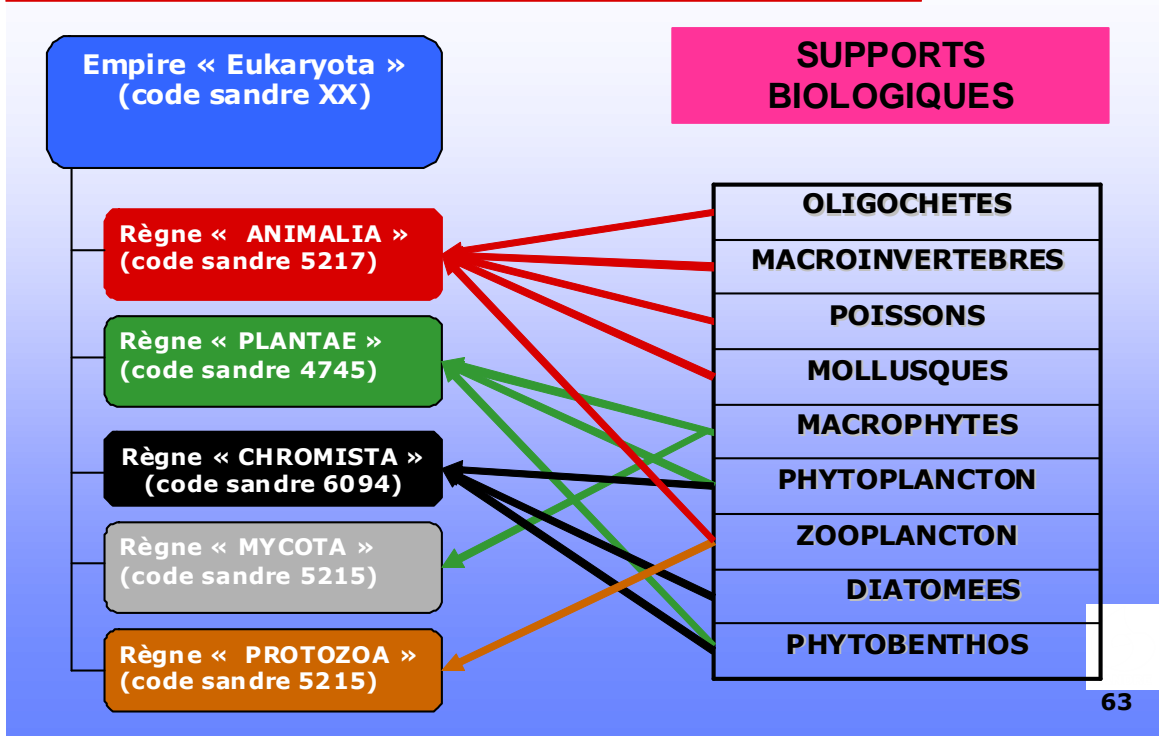 Empire « Eukaryota »
(code sandre XX)
SUPPORTS
BIOLOGIQUES
Règne «  ANIMALIA »
(code sandre 5217)
Règne « PLANTAE »
(code sandre 4745)
Règne « CHROMISTA »
(code sandre 6094)
Règne « MYCOTA »
(code sandre 5215)
Règne «  PROTOZOA »
(code sandre 5215)
OLIGOCHETES
MACROINVERTEBRES
POISSONS
MOLLUSQUES
MACROPHYTES
PHYTOPLANCTON
ZOOPLANCTON
DIATOMEES
PHYTOBENTHOS
63